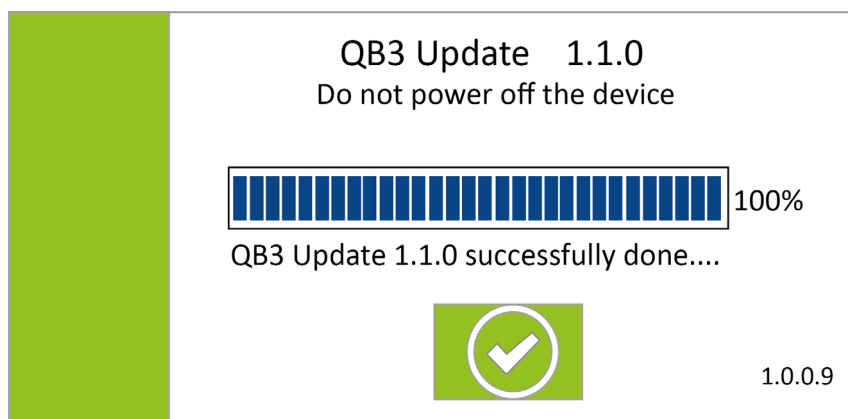 QB3 Update 1.1.0
Do not power off the device
100%
QB3 Update 1.1.0 successfully done....
1.0.0.9